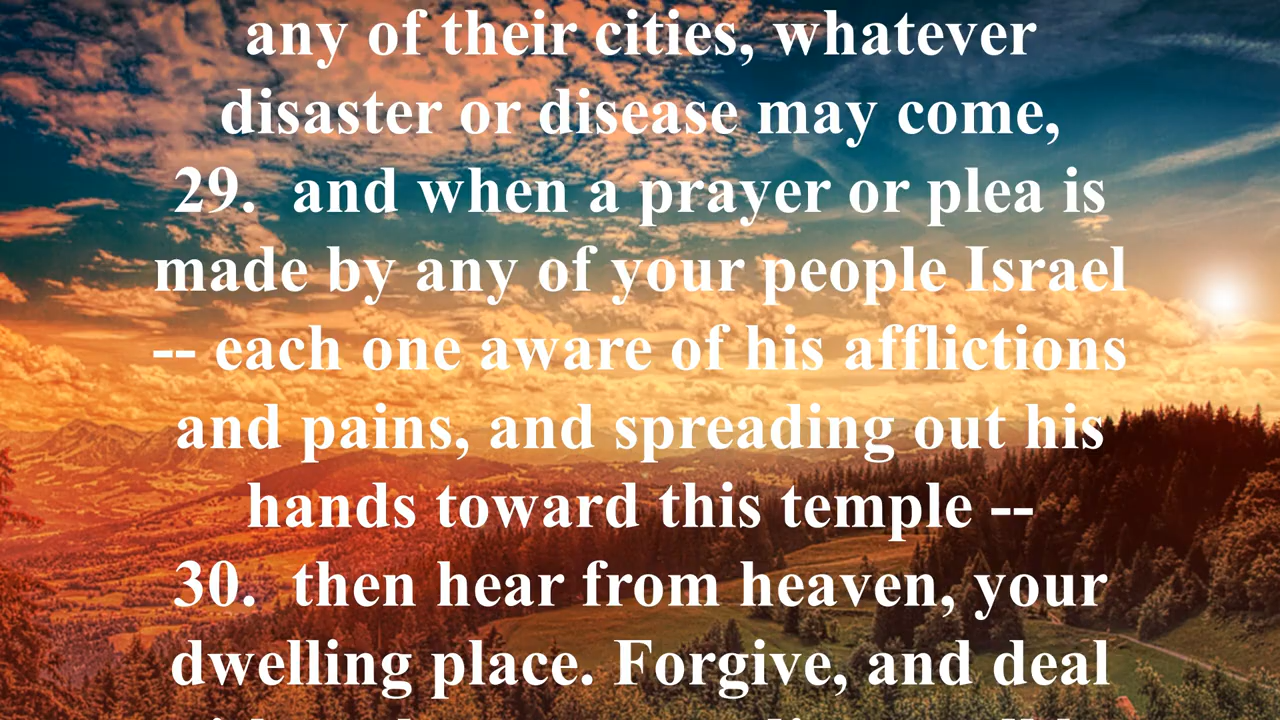 any of their cities, whatever
disaster or disease may come,
29.  and when a prayer or plea is
made by any of your people Israel
-- each one aware of his afflictions
and pains, and spreading out his
hands toward this temple --
30.  then hear from heaven, your
dwelling place. Forgive, and deal